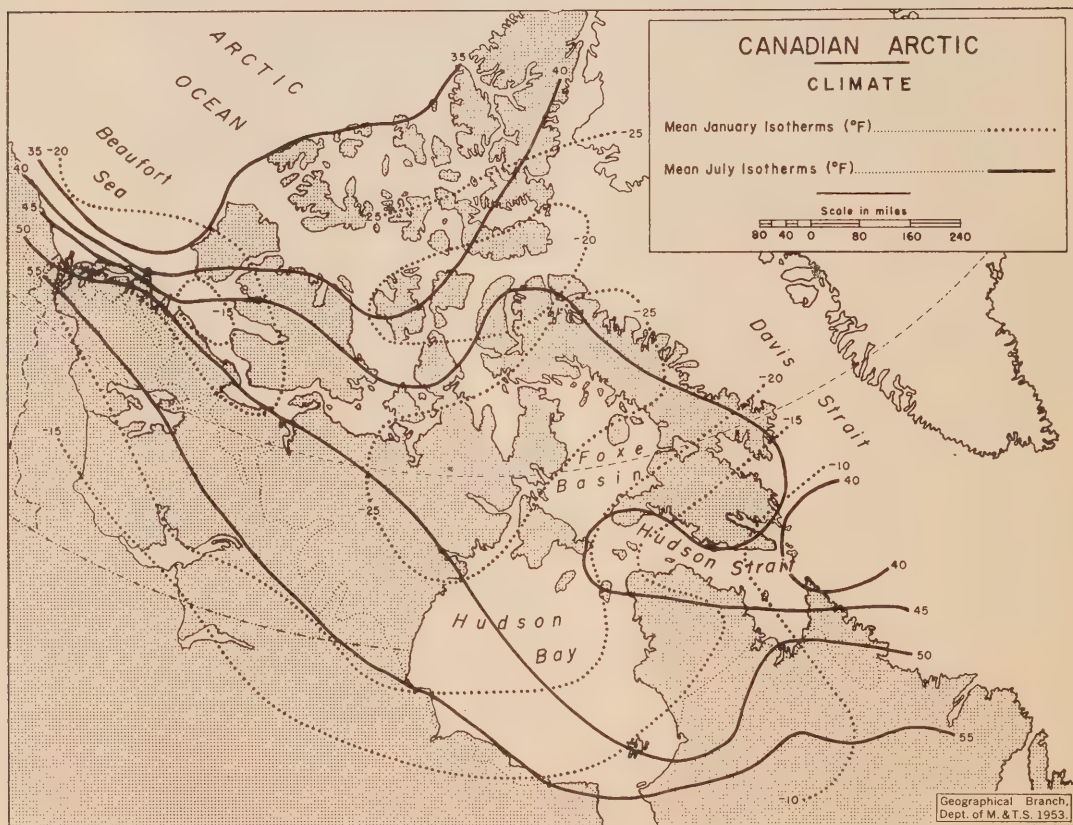 CANADIAN ARCTIC
CLIMATE
Mean January Isotherms (°F)
Mean July Isotherms (°F)
Scale in miles
80 40 0 80 160 240
ARCTIC
OCEAN
Beaufort
Sea
35
40
-25
35
-20
40
45
50
55
-25
-20
-15
-25
Davis
Strait
-20
-15
-10
40
Foxe
Basin
-25
Hudson Strait
-15
40
45
Hudson
Bay
50
55
-10
Geographical Branch,
Dept. of M. & T.S. 1953.